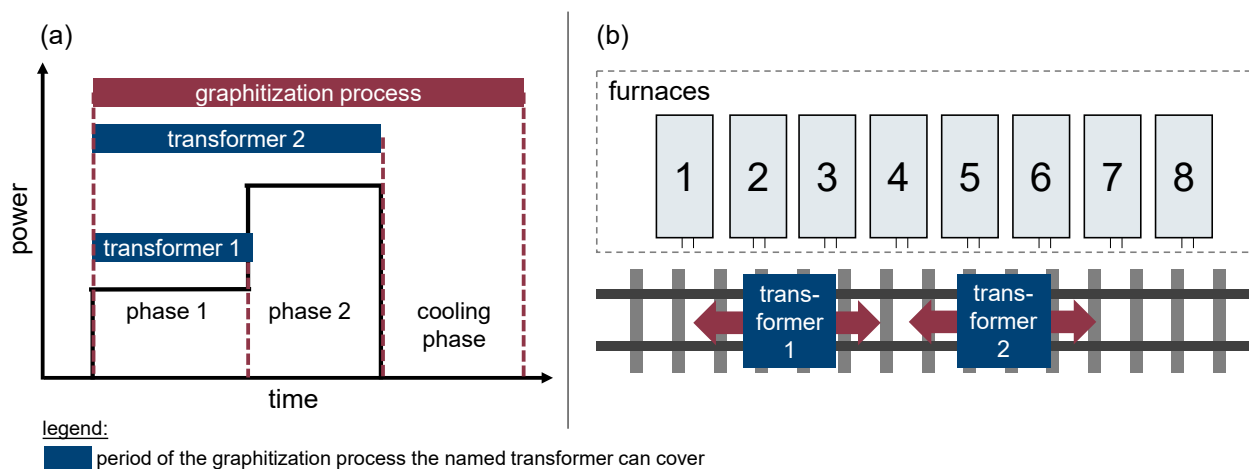 (a)
graphitization process
transformer 2
transformer 1
phase 1
phase 2
cooling
phase
power
time
legend:
period of the graphitization process the named transformer can cover
(b)
furnaces
1
2
3
4
5
6
7
8
trans-
former
1
trans-
former
2